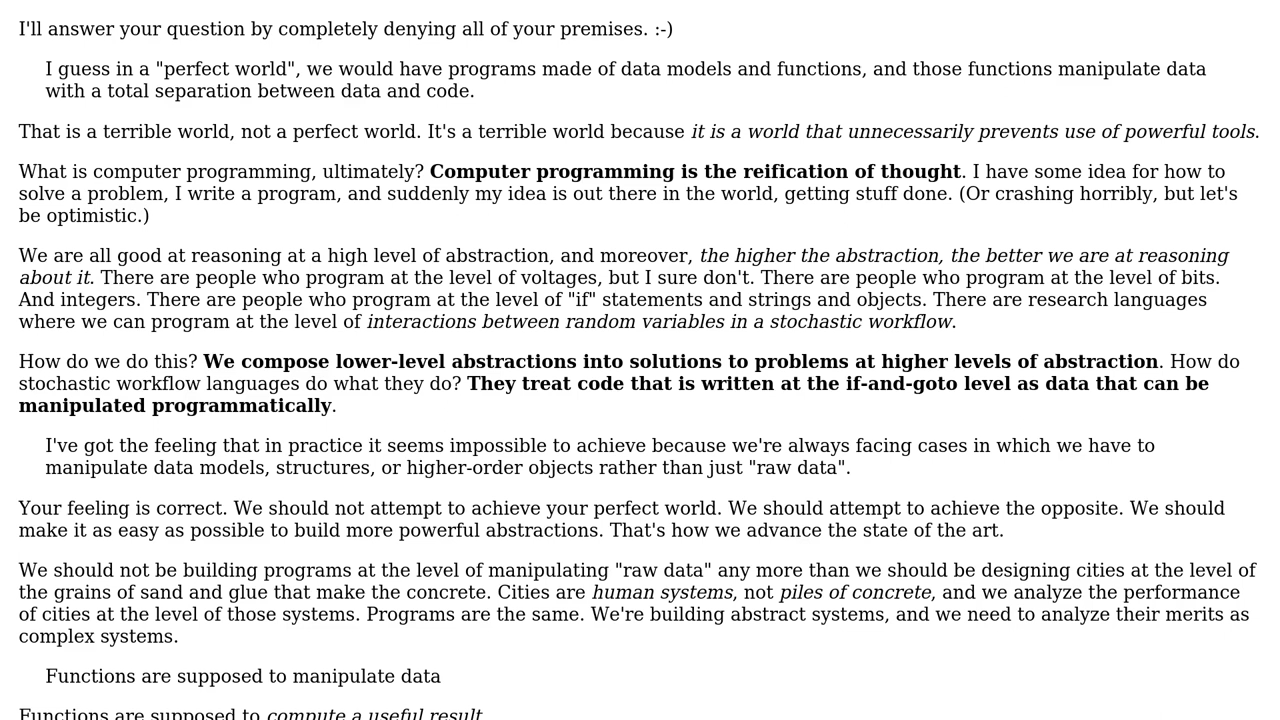 I'll answer your question by completely denying all of your premises. :-)
I guess in a "perfect world", we would have programs made of data models and functions, and those functions manipulate data
with a total separation between data and code.
That is a terrible world, not a perfect world. It's a terrible world because it is a world that unnecessarily prevents use of powerful tools.
What is computer programming, ultimately? Computer programming is the reification of thought. I have some idea for how to
solve a problem, I write a program, and suddenly my idea is out there in the world, getting stuff done. (Or crashing horribly, but let's
be optimistic.)
We are all good at reasoning at a high level of abstraction, and moreover, the higher the abstraction, the better we are at reasoning
about it. There are people who program at the level of voltages, but I sure don't. There are people who program at the level of bits.
And integers. There are people who program at the level of "if" statements and strings and objects. There are research languages
where we can program at the level of interactions between random variables in a stochastic workflow.
How do we do this? We compose lower-level abstractions into solutions to problems at higher levels of abstraction. How do
stochastic workflow languages do what they do? They treat code that is written at the if-and-goto level as data that can be
manipulated programmatically.
I've got the feeling that in practice it seems impossible to achieve because we're always facing cases in which we have to
manipulate data models, structures, or higher-order objects rather than just "raw data".
Your feeling is correct. We should not attempt to achieve your perfect world. We should attempt to achieve the opposite. We should
make it as easy as possible to build more powerful abstractions. That's how we advance the state of the art.
We should not be building programs at the level of manipulating "raw data" any more than we should be designing cities at the level of
the grains of sand and glue that make the concrete. Cities are human systems, not piles of concrete, and we analyze the performance
of cities at the level of those systems. Programs are the same. We're building abstract systems, and we need to analyze their merits as
complex systems.
Functions are supposed to manipulate data
Functions are supposed to compute a useful result